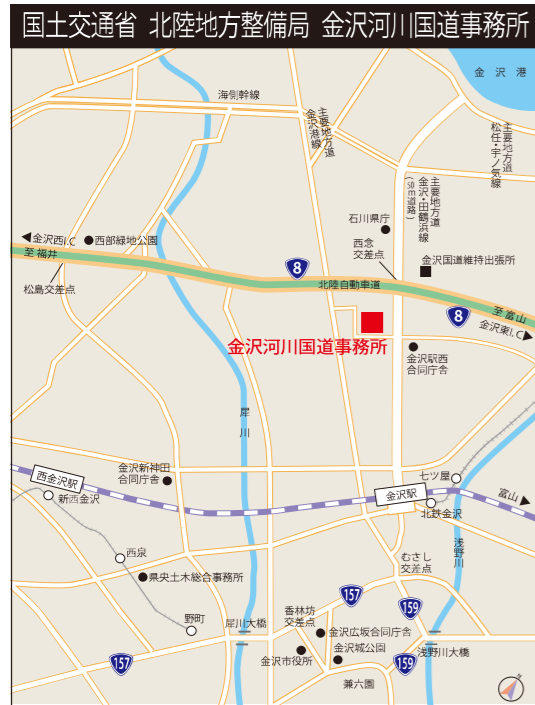 国土交通省 北陸地方整備局 金沢河川国道事務所
金沢港
海側幹線
主要地方道
金沢港線
主要地方道
松任・宇ノ気線
主要地方道
金沢・田鶴浜線
(50m道路)
石川県庁
金沢西I.C
西部緑地公園
至福井
西念
交差点
金沢国道維持出張所
8
松島交差点
北陸自動車道
至富山
8
金沢東I.C
金沢河川国道事務所
金沢駅西
合同庁舎
犀川
金沢新神田
合同庁舎
西金沢駅
新西金沢
七ツ屋
金沢駅
富山
北鉄金沢
浅野川
西泉
むさし
交差点
県央土木総合事務所
157
159
野町
犀川大橋
香林坊
交差点
金沢広坂合同庁舎
157
金沢市役所
金沢城公園
159
浅野川大橋
兼六園
N